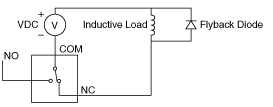 +
VDC V Inductive Load Flyback Diode
−
COM
NO
NC